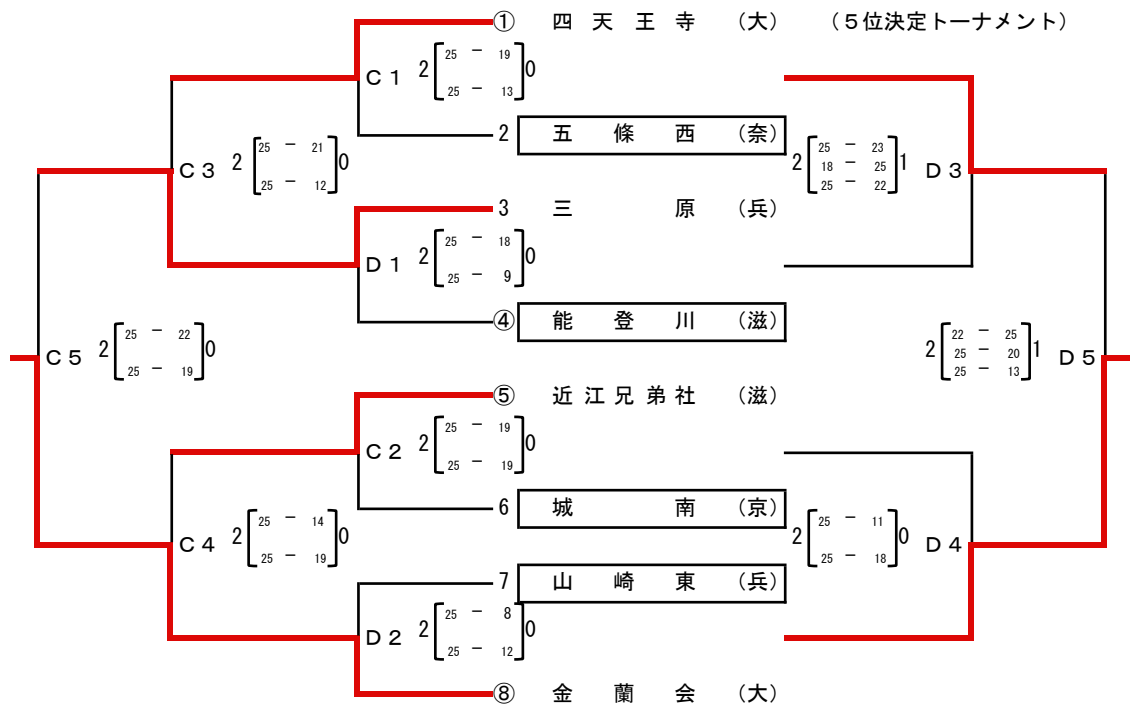 ① 四天王寺 （大） （５位決定トーナメント）
C1 2 25 － 19 0
25 － 13
2 五條西 （奈）
C3 2 25 － 21 0
25 － 12
2 25 － 23 1 D3
18 － 25
25 － 22
3 三原 （兵）
D1 2 25 － 18 0
25 － 9
④ 能登川 （滋）
C5 2 25 － 22 0
25 － 19
2 22 － 25 1 D5
25 － 20
25 － 13
⑤ 近江兄弟社 （滋）
C2 2 25 － 19 0
25 － 19
6 城南 （京）
C4 2 25 － 14 0
25 － 19
2 25 － 11 0 D4
25 － 18
7 山崎東 （兵）
D2 2 25 － 8 0
25 － 12
⑧ 金蘭会 （大）